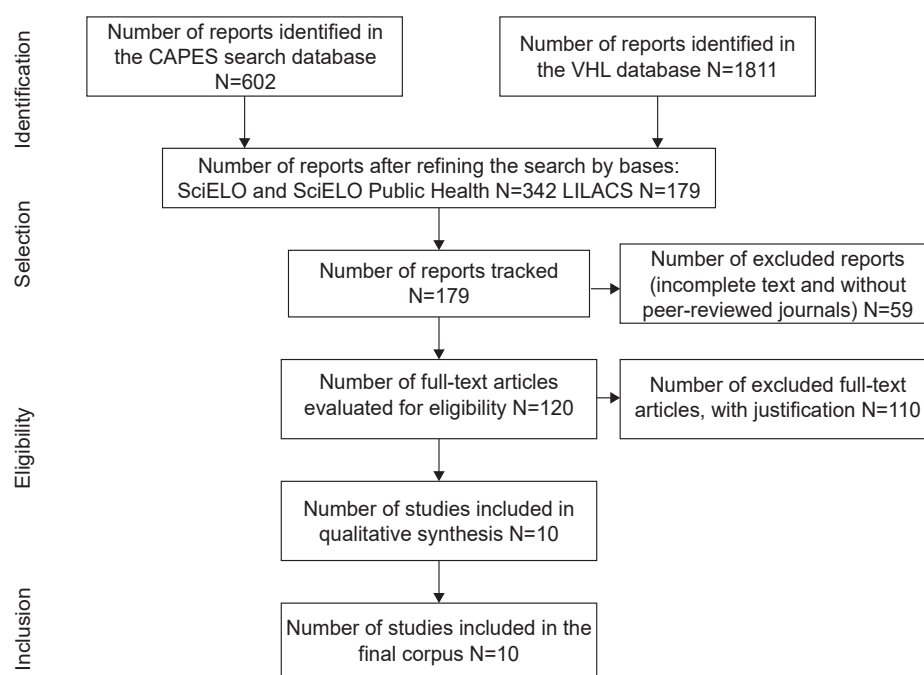 Identification
Number of reports identified in
the CAPES search database
N=602
Number of reports identified in
the VHL database N=1811
Number of reports after refining the search by bases:
SciELO and SciELO Public Health N=342 LILACS N=179
Selection
Number of reports tracked
N=179
Number of excluded reports
(incomplete text and without
peer-reviewed journals) N=59
Eligibility
Number of full-text articles
evaluated for eligibility N=120
Number of excluded full-text
articles, with justification N=110
Number of studies included in
qualitative synthesis N=10
Inclusion
Number of studies included in the
final corpus N=10